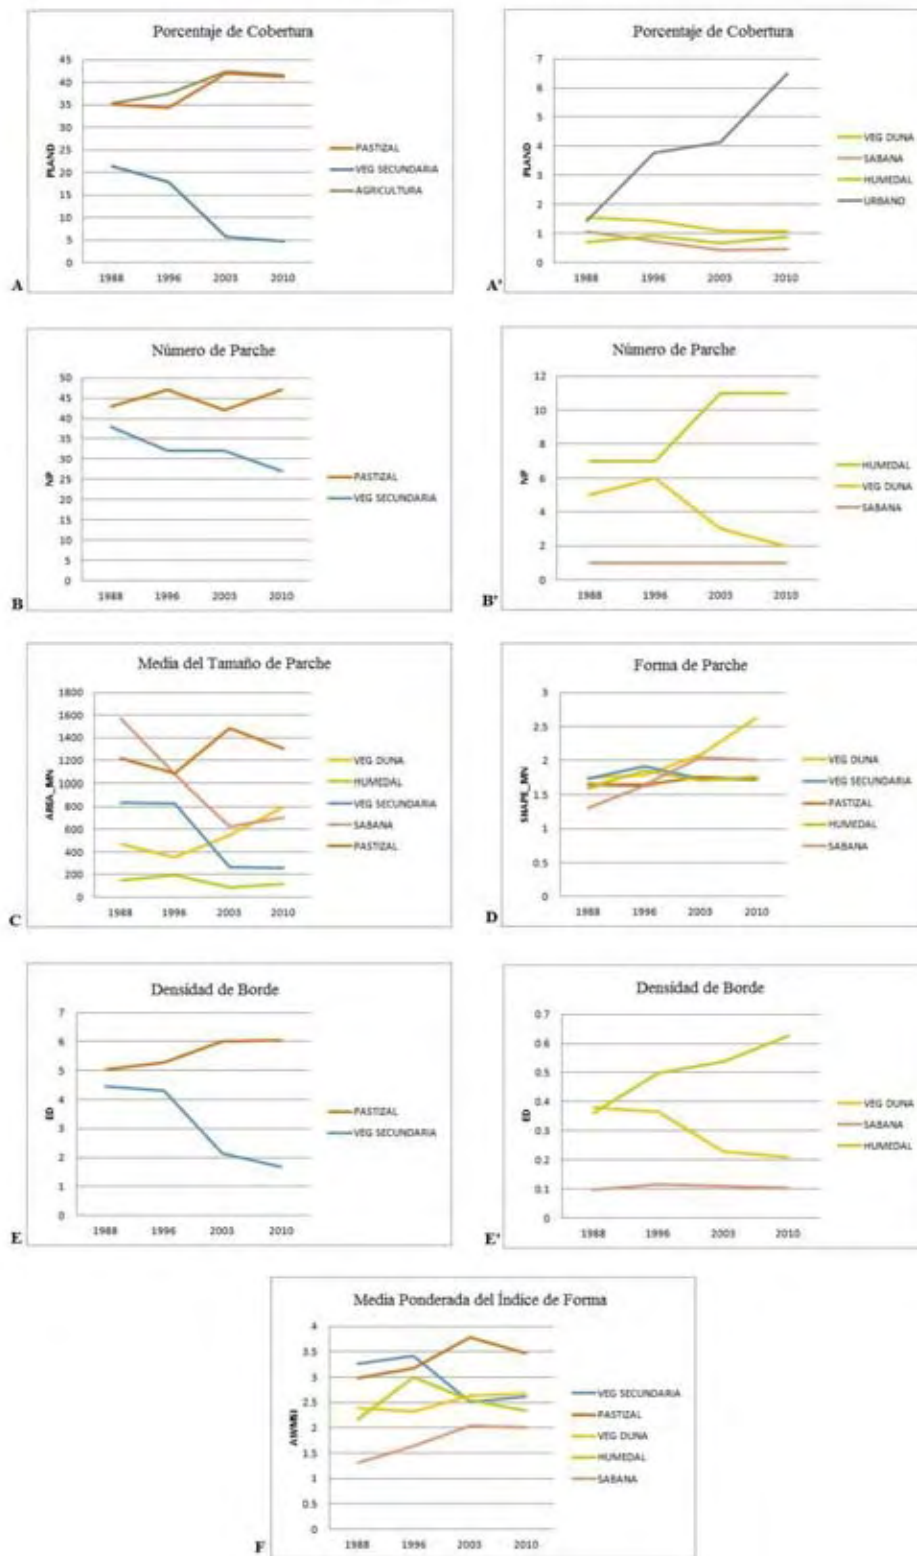 Porcentaje de Cobertura
45
40
35
30
25
20
15
10
5
0
PLAND
1988 1996 2003 2010
PASTIZAL
VEG SECUNDARIA
AGRICULTURA
A
Porcentaje de Cobertura
7
6
5
4
3
2
1
0
PLAND
1988 1996 2003 2010
VEG DUNA
SABANA
HUMEDAL
URBANO
A'
Número de Parche
50
45
40
35
30
25
20
15
10
5
0
NP
1988 1996 2003 2010
PASTIZAL
VEG SECUNDARIA
B
Número de Parche
12
10
8
6
4
2
0
NP
1988 1996 2003 2010
HUMEDAL
VEG DUNA
SABANA
B'
Media del Tamaño de Parche
1800
1600
1400
1200
1000
800
600
400
200
0
AREA_MN
1988 1996 2003 2010
VEG DUNA
HUMEDAL
VEG SECUNDARIA
SABANA
PASTIZAL
C
Forma de Parche
3
2.5
2
1.5
1
0.5
0
SHAPE_MN
1988 1996 2003 2010
VEG DUNA
VEG SECUNDARIA
PASTIZAL
HUMEDAL
SABANA
D
Densidad de Borde
7
6
5
4
3
2
1
0
ED
1988 1996 2003 2010
PASTIZAL
VEG SECUNDARIA
E
Densidad de Borde
0.7
0.6
0.5
0.4
0.3
0.2
0.1
0
ED
1988 1996 2003 2010
VEG DUNA
SABANA
HUMEDAL
E'
Media Ponderada del Índice de Forma
4
3.5
3
2.5
2
1.5
1
0.5
0
AWMSI
1988 1996 2003 2010
VEG SECUNDARIA
PASTIZAL
VEG DUNA
HUMEDAL
SABANA
F